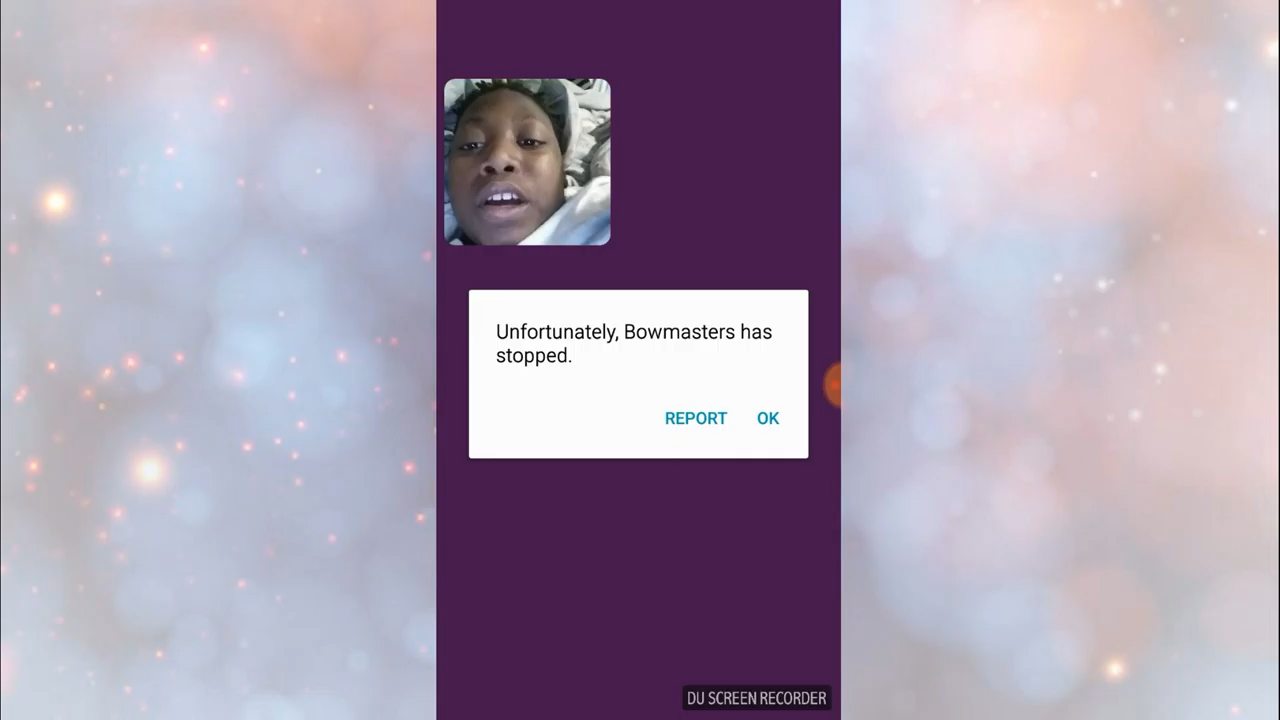 Unfortunately, Bowmasters has
stopped.
REPORT OK
DU SCREEN RECORDER